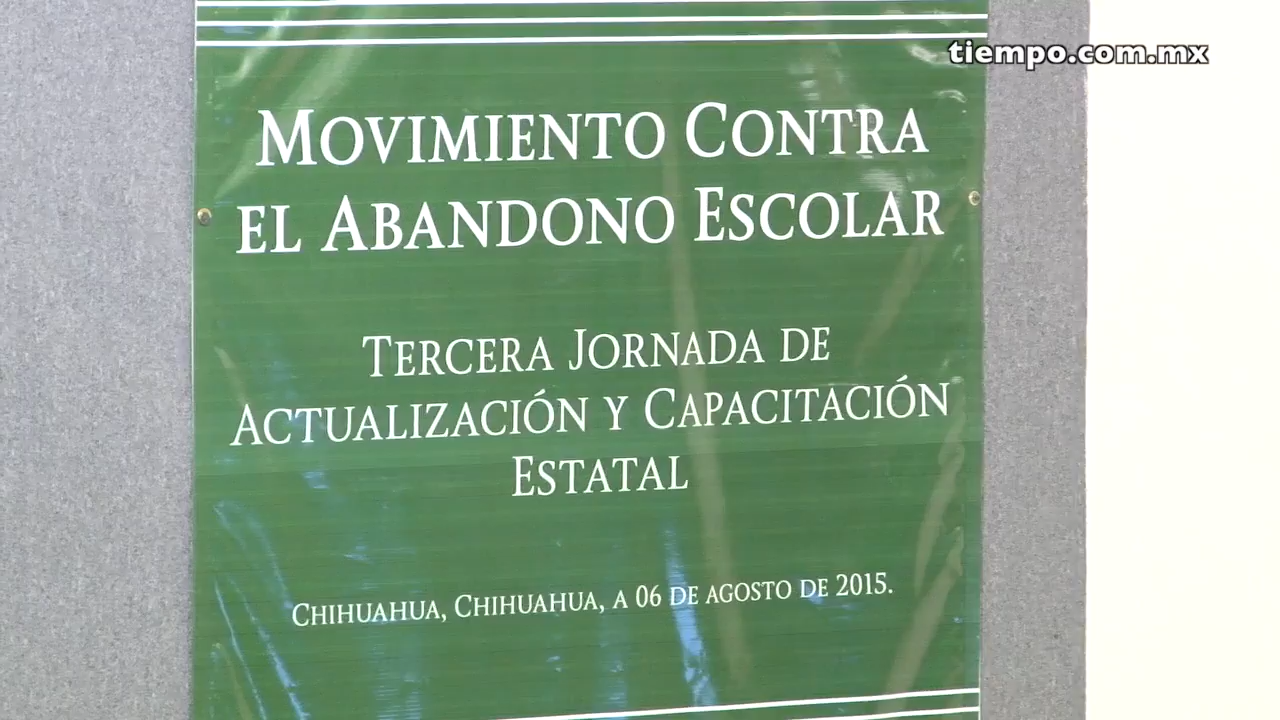 tiempo.com.mx
MOVIMIENTO CONTRA
EL ABANDONO ESCOLAR
TERCERA JORNADA DE
ACTUALIZACIÓN Y CAPACITACIÓN
ESTATAL
CHIHUAHUA, CHIHUAHUA, A 06 DE AGOSTO DE 2015.